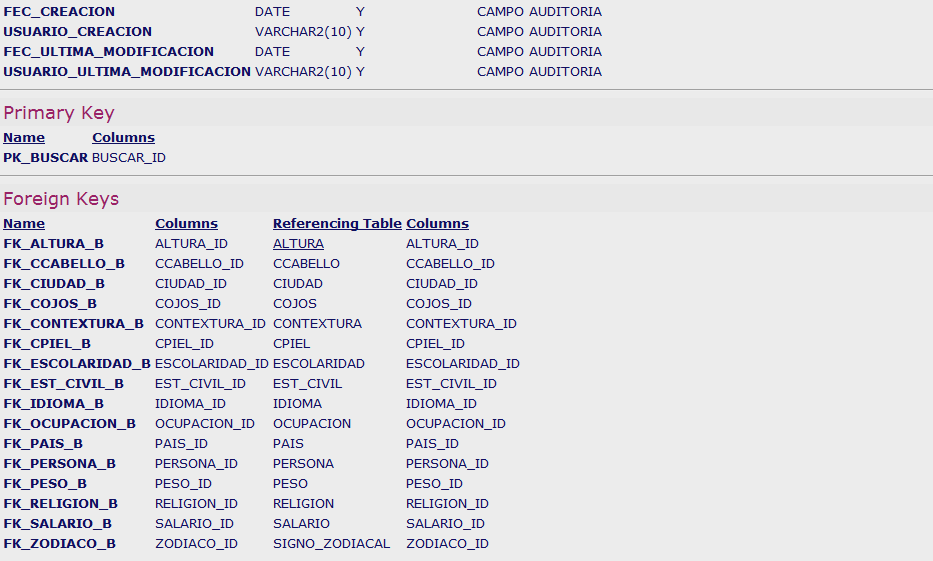 FEC_CREACION DATE Y CAMPO AUDITORIA
USUARIO_CREACION VARCHAR2(10) Y CAMPO AUDITORIA
FEC_ULTIMA_MODIFICACION DATE Y CAMPO AUDITORIA
USUARIO_ULTIMA_MODIFICACION VARCHAR2(10) Y CAMPO AUDITORIA
Primary Key
Name Columns
PK_BUSCAR BUSCAR_ID
Foreign Keys
Name Columns Referencing Table Columns
FK_ALTURA_B ALTURA_ID ALTURA ALTURA_ID
FK_CCABELLO_B CCABELLO_ID CCABELLO CCABELLO_ID
FK_CIUDAD_B CIUDAD_ID CIUDAD CIUDAD_ID
FK_COJOS_B COJOS_ID COJOS COJOS_ID
FK_CONTEXTURA_B CONTEXTURA_ID CONTEXTURA CONTEXTURA_ID
FK_CPIEL_B CPIEL_ID CPIEL CPIEL_ID
FK_ESCOLARIDAD_B ESCOLARIDAD_ID ESCOLARIDAD ESCOLARIDAD_ID
FK_EST_CIVIL_B EST_CIVIL_ID EST_CIVIL EST_CIVIL_ID
FK_IDIOMA_B IDIOMA_ID IDIOMA IDIOMA_ID
FK_OCUPACION_B OCUPACION_ID OCUPACION OCUPACION_ID
FK_PAIS_B PAIS_ID PAIS PAIS_ID
FK_PERSONA_B PERSONA_ID PERSONA PERSONA_ID
FK_PESO_B PESO_ID PESO PESO_ID
FK_RELIGION_B RELIGION_ID RELIGION RELIGION_ID
FK_SALARIO_B SALARIO_ID SALARIO SALARIO_ID
FK_ZODIACO_B ZODIACO_ID SIGNO_ZODIACAL ZODIACO_ID